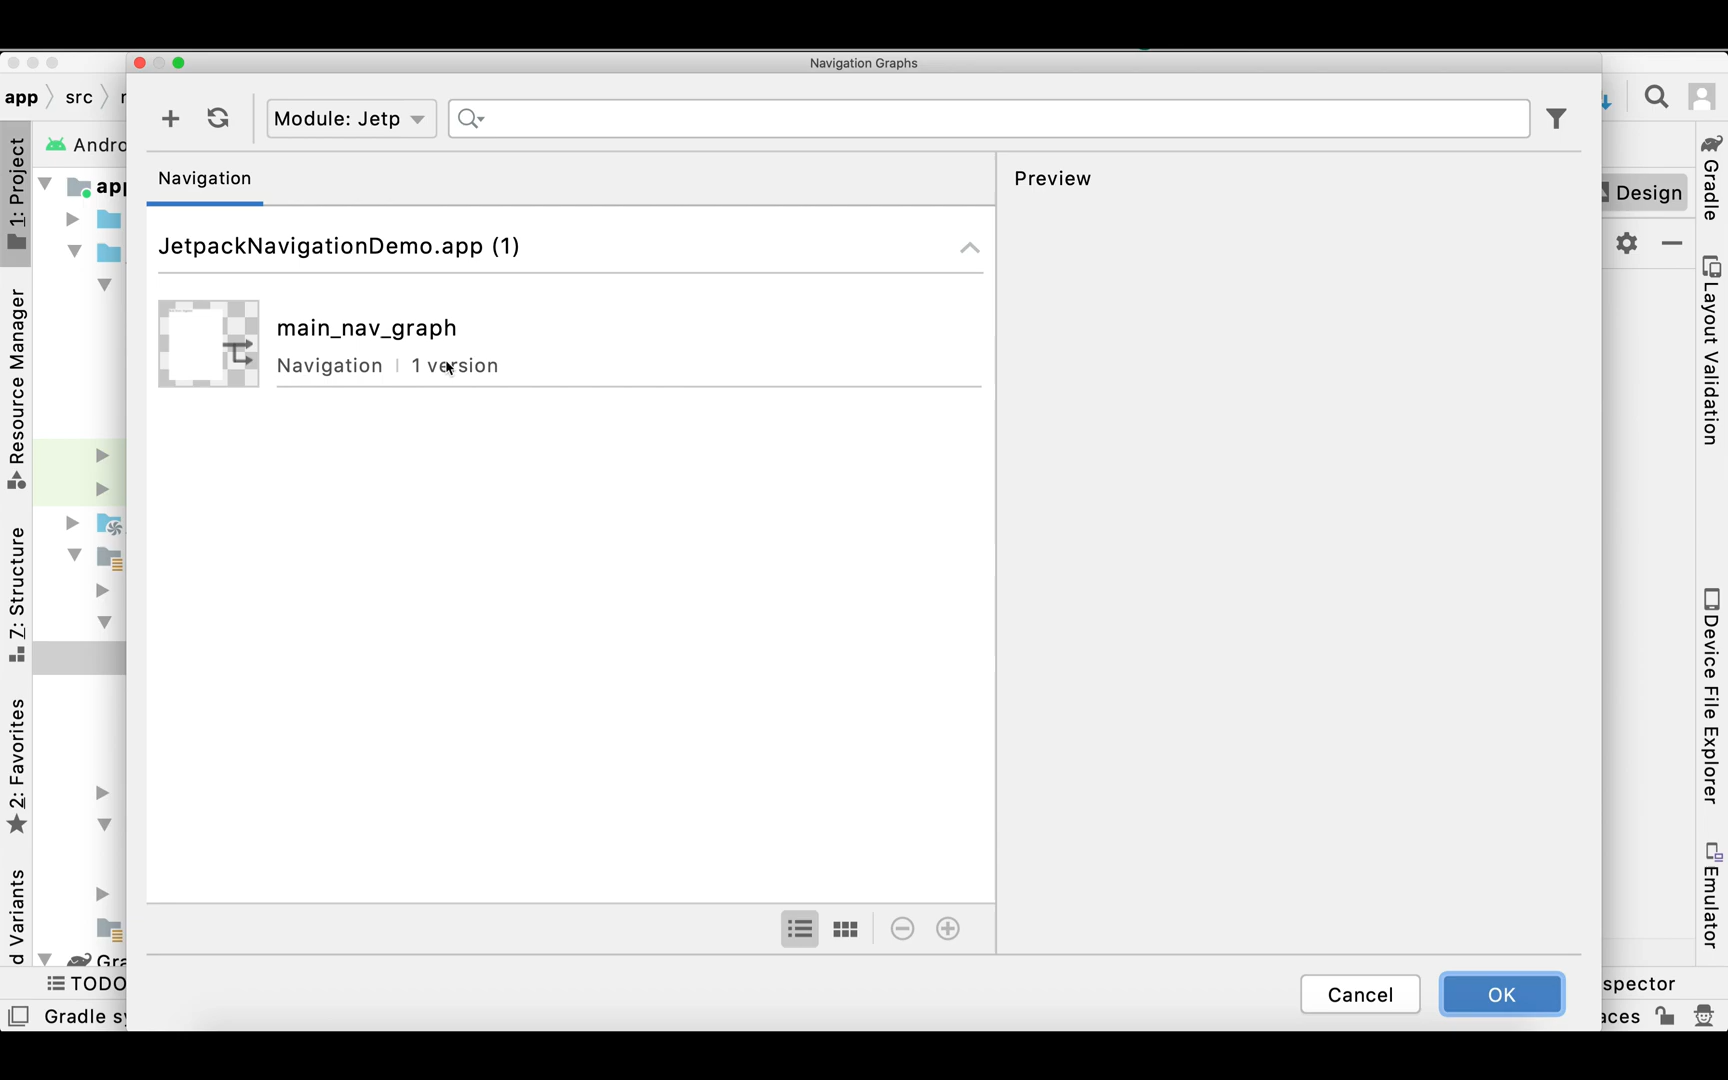 Navigation Graphs
app
src
Module: Jetp
Andro
Navigation
Preview
Design
app
JetpackNavigationDemo.app (1)
main_nav_graph
Navigation | 1 version
1: Project
Resource Manager
7: Structure
2: Favorites
d Variants
Gradle
Layout Validation
Device File Explorer
Emulator
Gra
TODO
Cancel
OK
spector
Gradle sy
aces